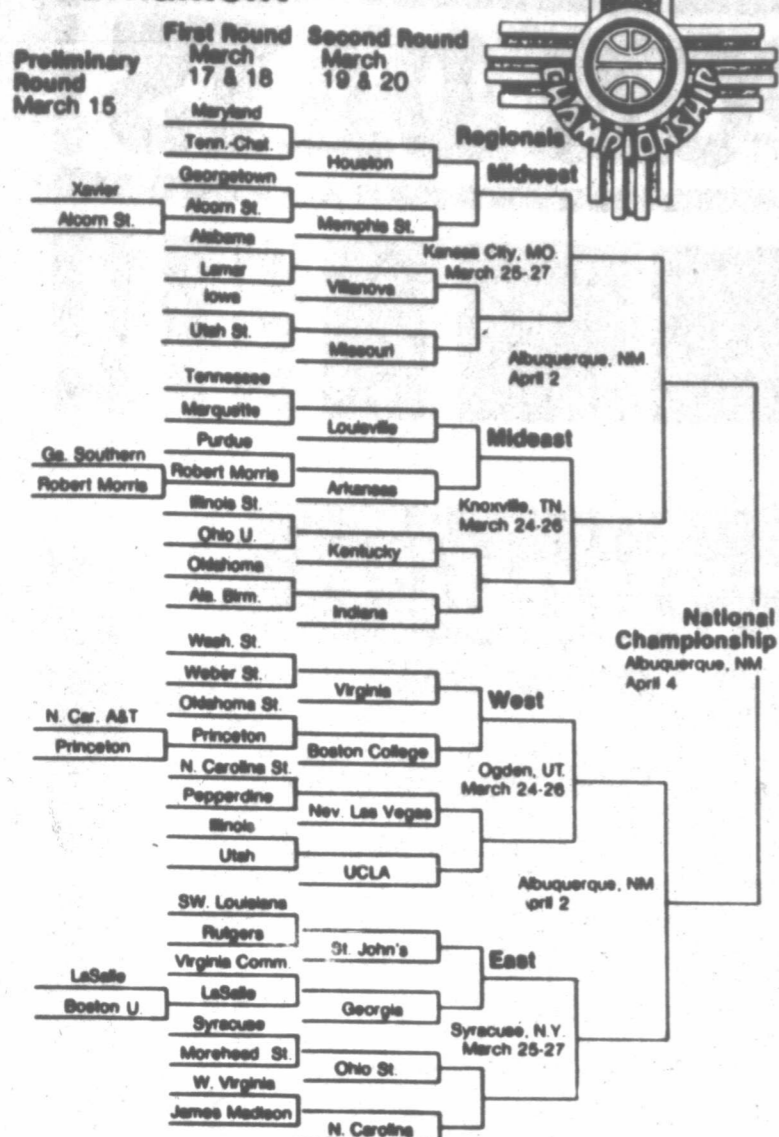 Preliminary
Round
March 15
First Round
March
17 & 18
Second Round
March
19 & 20
CHAMPIONSHIP
Regionals
Maryland
Tenn.-Chat.
Houston
Midwest
Georgetown
Xavier
Alcorn St.
Alcorn St.
Memphis St.
Alabama
Kansas City, MO.
March 25-27
Lamar
Villanova
Iowa
Utah St.
Missouri
Albuquerque, NM
April 2
Tennessee
Marquette
Louisville
Mideast
Purdue
Ga. Southern
Robert Morris
Robert Morris
Arkansas
Knoxville, TN.
March 24-26
Illinois St.
Ohio U.
Kentucky
Oklahoma
Ala. Birm.
Indiana
National
Championship
Albuquerque, NM
April 4
Wash. St.
Weber St.
Virginia
West
Oklahoma St.
N. Car. A&T
Princeton
Princeton
Boston College
Ogden, UT.
March 24-26
N. Carolina St.
Pepperdine
Nev. Las Vegas
Illinois
Utah
UCLA
Albuquerque, NM
April 2
SW. Louisiana
Rutgers
St. John's
East
Virginia Comm.
LaSalle
Boston U.
LaSalle
Georgia
Syracuse, N.Y.
March 25-27
Syracuse
Morehead St.
Ohio St.
W. Virginia
James Madison
N. Carolina